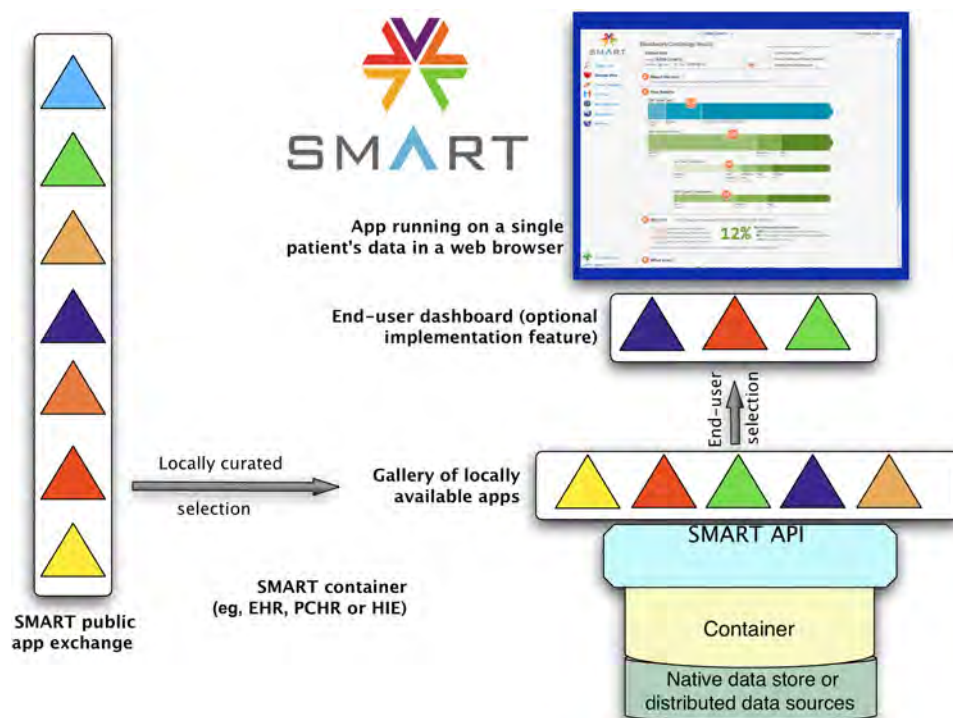 SMART
SMART
App running on a single
patient's data in a web browser
12%
End-user dashboard (optional
implementation feature)
End-user
selection
Locally curated
selection
Gallery of locally
available apps
SMART API
SMART container
(eg, EHR, PCHR or HIE)
Container
SMART public
app exchange
Native data store or
distributed data sources